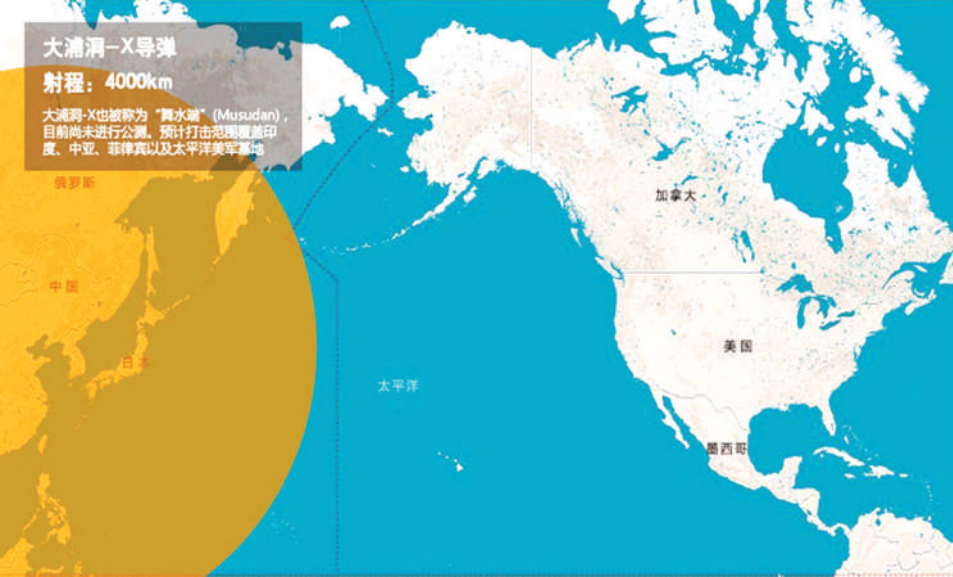 大浦洞-X导弹
射程：4000km
大浦洞-X也被称为“舞水端”(Musudan)，
目前尚未进行公测。预计打击范围覆盖印
度、中亚、菲律宾以及太平洋美军基地
俄罗斯
加拿大
中国
美国
日本
太平洋
墨西哥